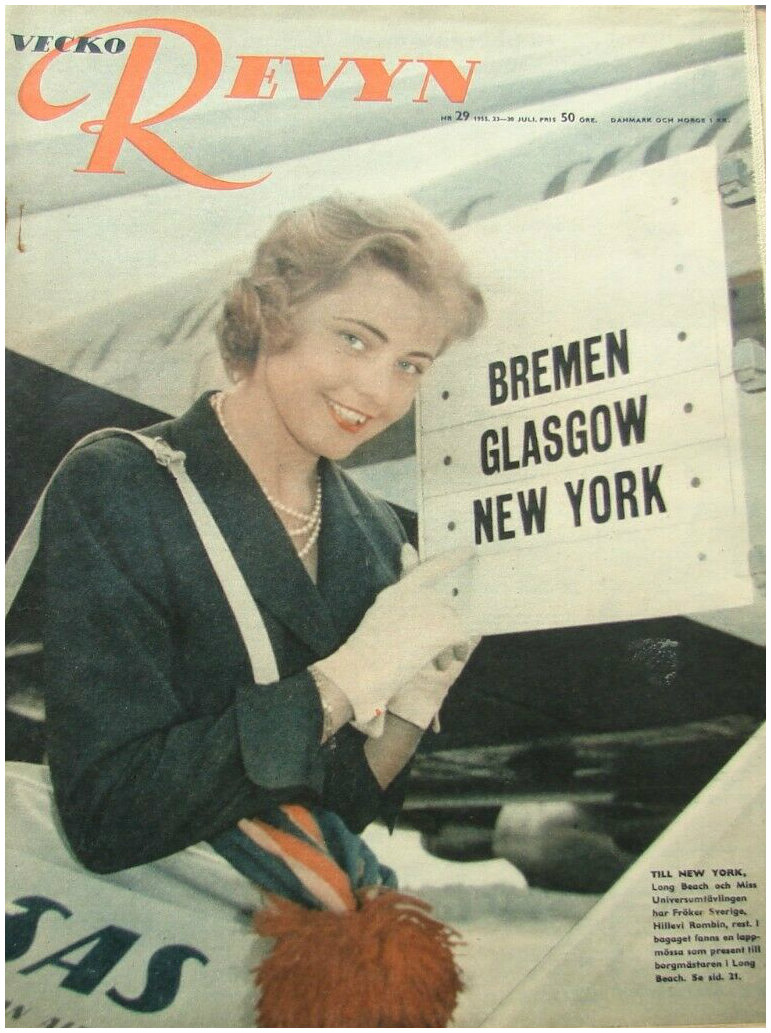 VECKO
REVYN
NR 29 1955. 23—30 JULI. PRIS 50 ÖRE. DANMARK OCH NORGE 1 KR.
BREMEN
GLASGOW
NEW YORK
TILL NEW YORK,
Long Beach och Miss
Universumtävlingen
har Fröken Sverige,
Hillevi Rombin, rest. I
bagaget fanns en lapp-
mössa som present till
borgmästaren i Long
Beach. Se sid. 21.
SAS